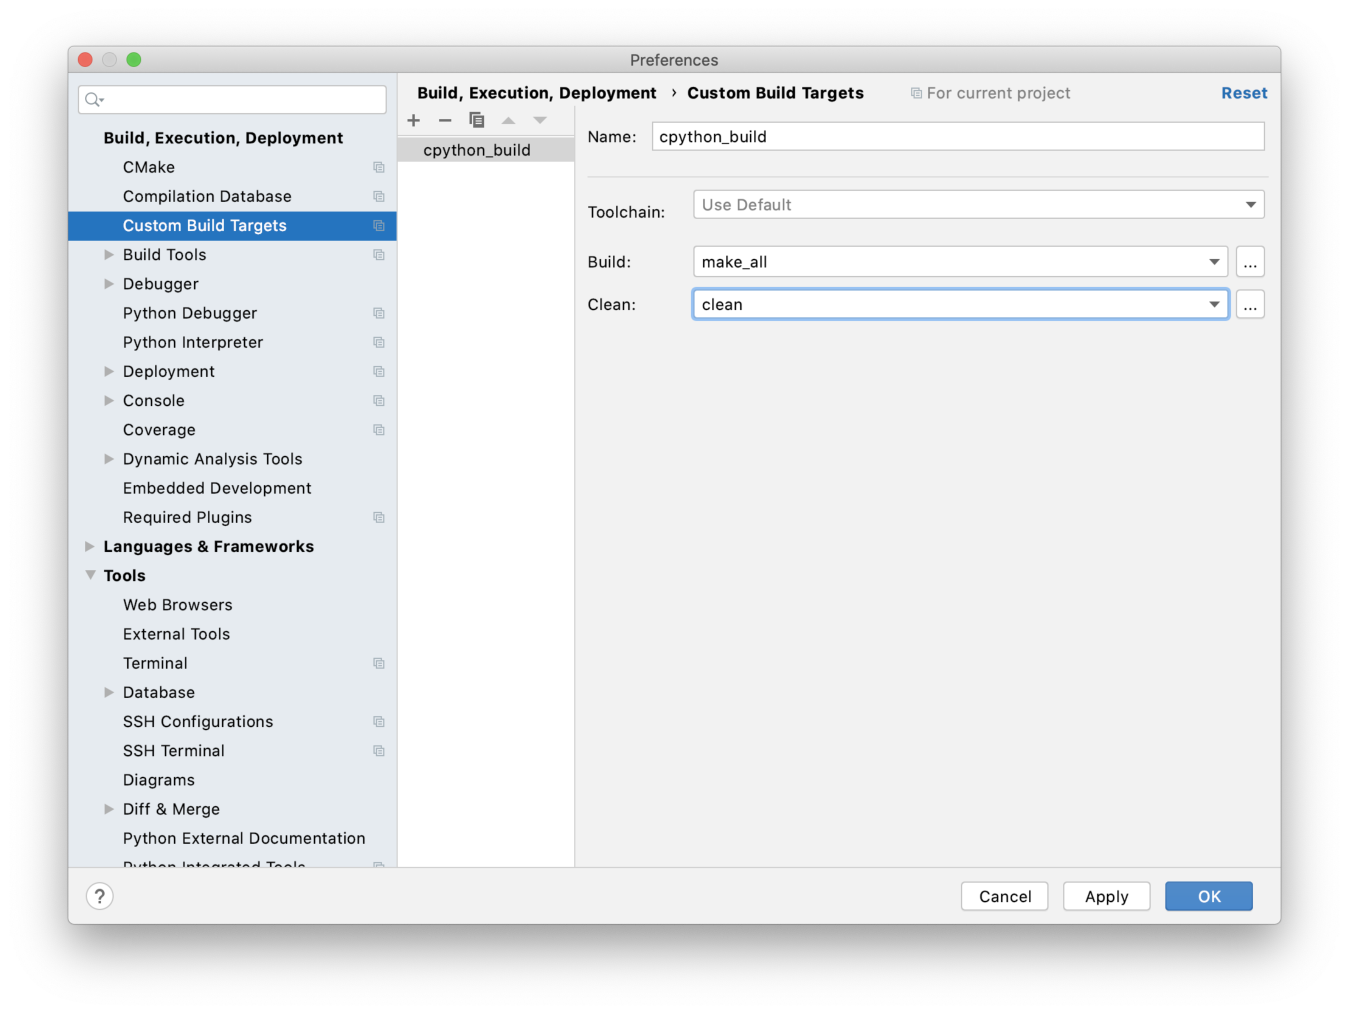 Preferences
Build, Execution, Deployment
CMake
Compilation Database
Custom Build Targets
Build Tools
Debugger
Python Debugger
Python Interpreter
Deployment
Console
Coverage
Dynamic Analysis Tools
Embedded Development
Required Plugins
Languages & Frameworks
Tools
Web Browsers
External Tools
Terminal
Database
SSH Configurations
SSH Terminal
Diagrams
Diff & Merge
Python External Documentation
Python Integrated Tools
Build, Execution, Deployment › Custom Build Targets For current project Reset
cpython_build
Name: cpython_build
Toolchain: Use Default
Build: make_all ...
Clean: clean ...
? Cancel Apply OK